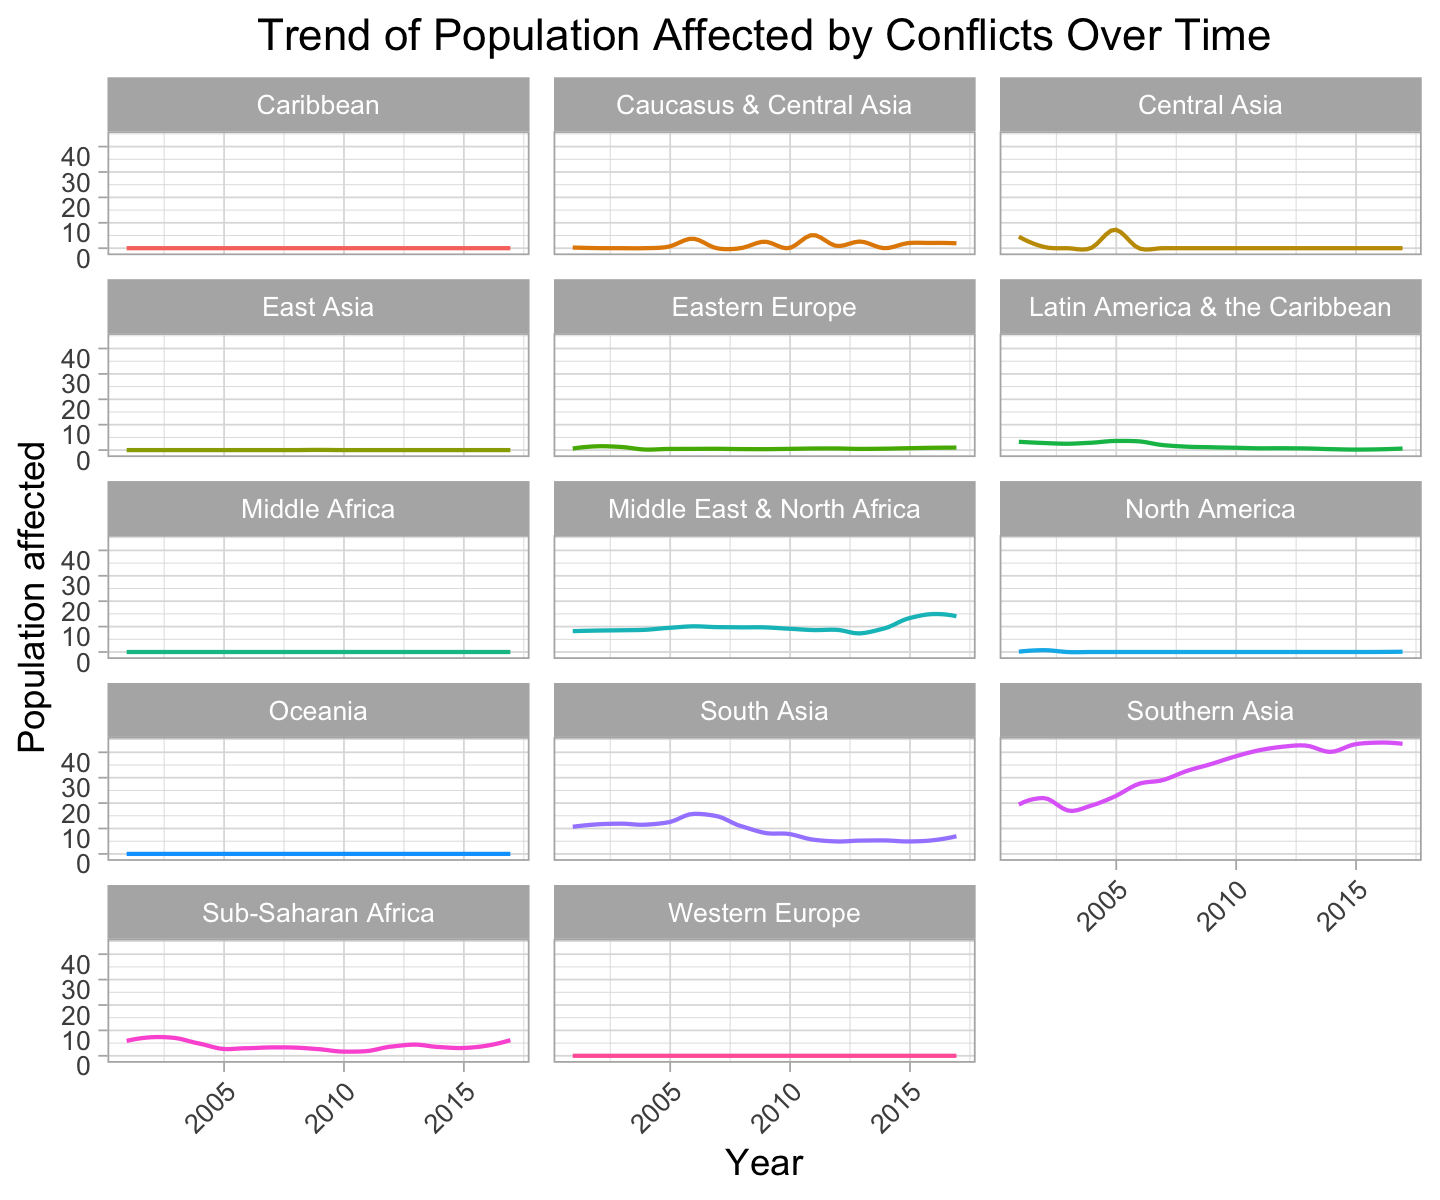 Trend of Population Affected by Conflicts Over Time
Caribbean
Caucasus & Central Asia
Central Asia
40
30
20
10
0
East Asia
Eastern Europe
Latin America & the Caribbean
40
30
20
10
0
Middle Africa
Middle East & North Africa
North America
40
30
20
10
0
Oceania
South Asia
Southern Asia
40
30
20
10
0
2005
2010
2015
Sub-Saharan Africa
Western Europe
40
30
20
10
0
2005
2010
2015
2005
2010
2015
Population affected
Year